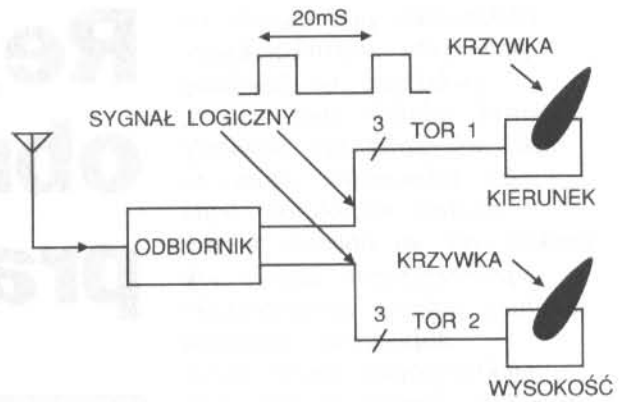 20mS
KRZYWKA
SYGNAŁ LOGICZNY
3 TOR 1
KIERUNEK
ODBIORNIK
KRZYWKA
3 TOR 2
WYSOKOŚĆ